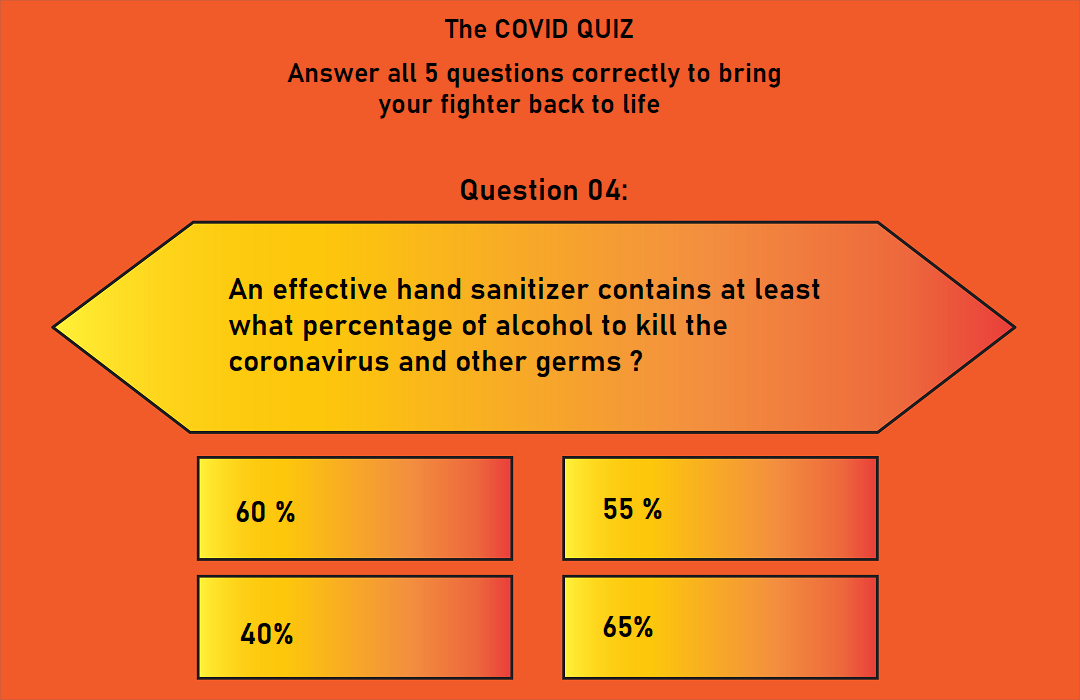 The COVID QUIZ
Answer all 5 questions correctly to bring
your fighter back to life
Question 04:
An effective hand sanitizer contains at least
what percentage of alcohol to kill the
coronavirus and other germs ?
60 %
55 %
40%
65%